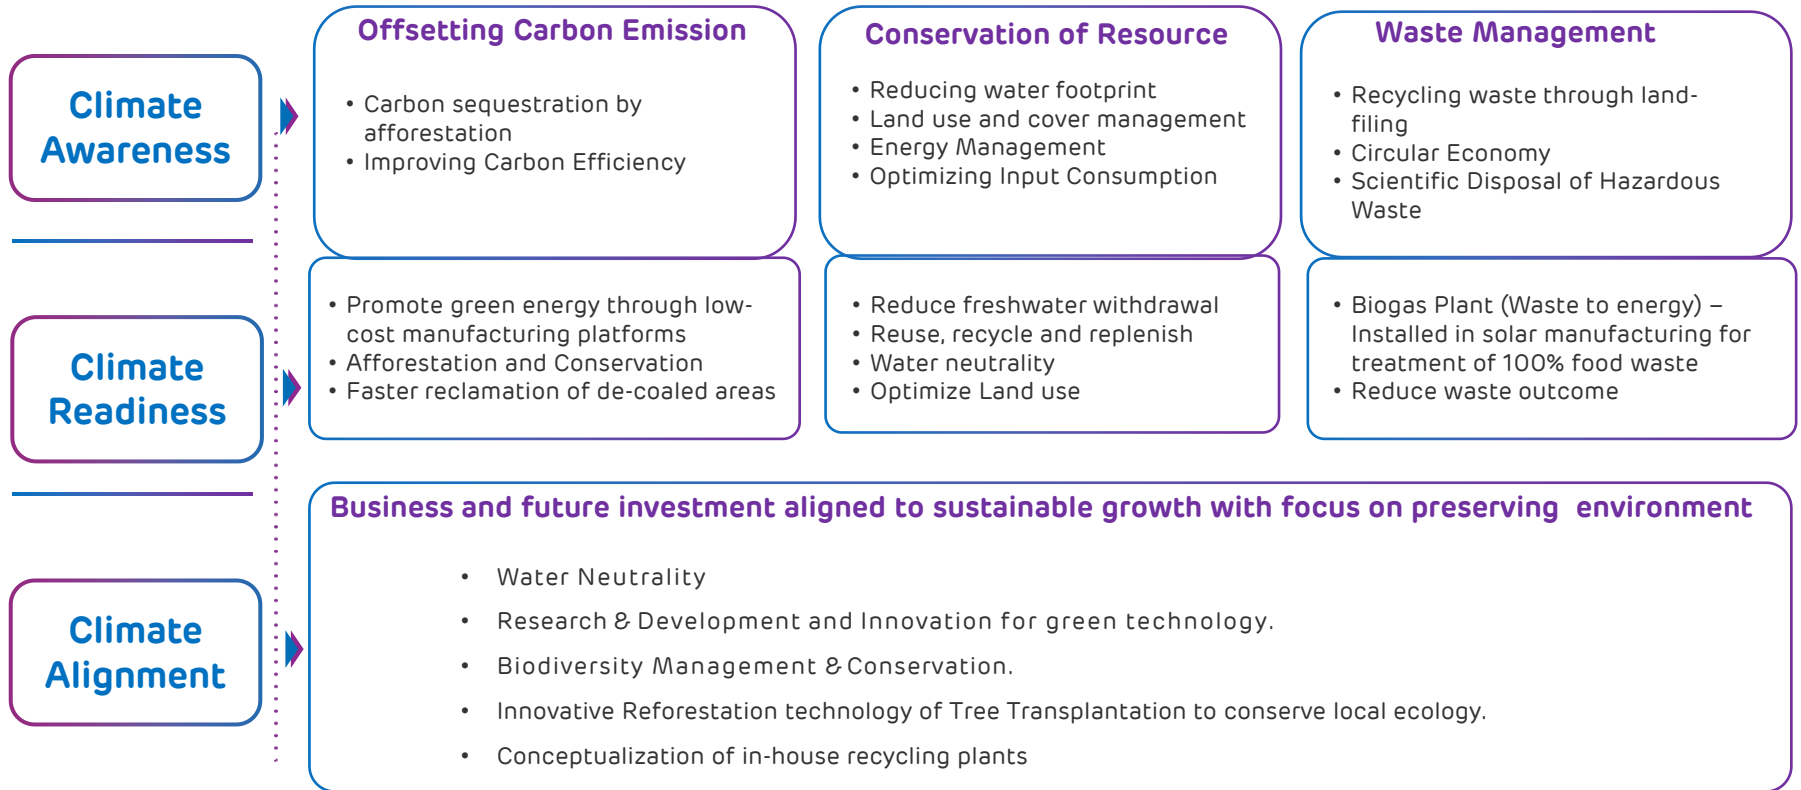 Climate
Awareness
Offsetting Carbon Emission
• Carbon sequestration by
afforestation
• Improving Carbon Efficiency
Conservation of Resource
• Reducing water footprint
• Land use and cover management
• Energy Management
• Optimizing Input Consumption
Waste Management
• Recycling waste through land-
filing
• Circular Economy
• Scientific Disposal of Hazardous
Waste
Climate
Readiness
• Promote green energy through low-
cost manufacturing platforms
• Afforestation and Conservation
• Faster reclamation of de-coaled areas
• Reduce freshwater withdrawal
• Reuse, recycle and replenish
• Water neutrality
• Optimize Land use
• Biogas Plant (Waste to energy) –
Installed in solar manufacturing for
treatment of 100% food waste
• Reduce waste outcome
Climate
Alignment
Business and future investment aligned to sustainable growth with focus on preserving environment
• Water Neutrality
• Research & Development and Innovation for green technology.
• Biodiversity Management & Conservation.
• Innovative Reforestation technology of Tree Transplantation to conserve local ecology.
• Conceptualization of in-house recycling plants